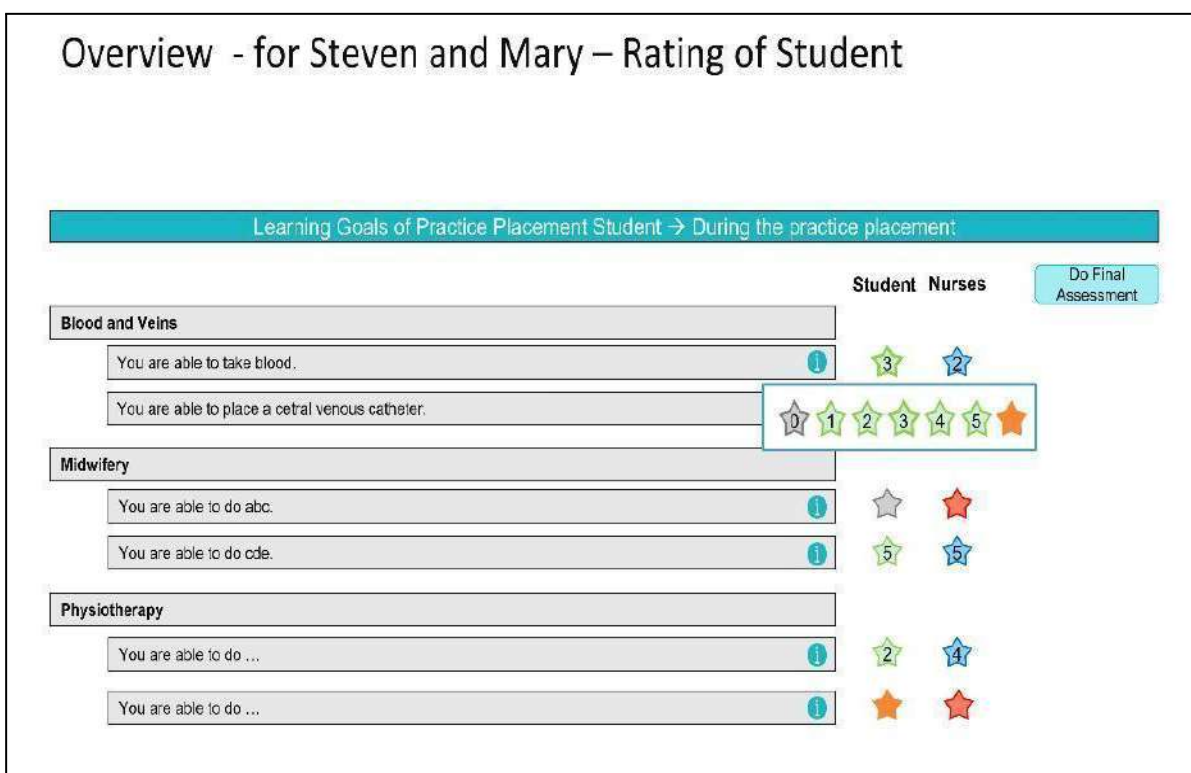 Overview - for Steven and Mary – Rating of Student
Learning Goals of Practice Placement Student → During the practice placement
Student Nurses
Do Final
Assessment
Blood and Veins
You are able to take blood. i 3 2
You are able to place a cetral venous catheter.
0 1 2 3 4 5
Midwifery
You are able to do abc. i
You are able to do cde. i 5 5
Physiotherapy
You are able to do ... i 2 4
You are able to do ... i